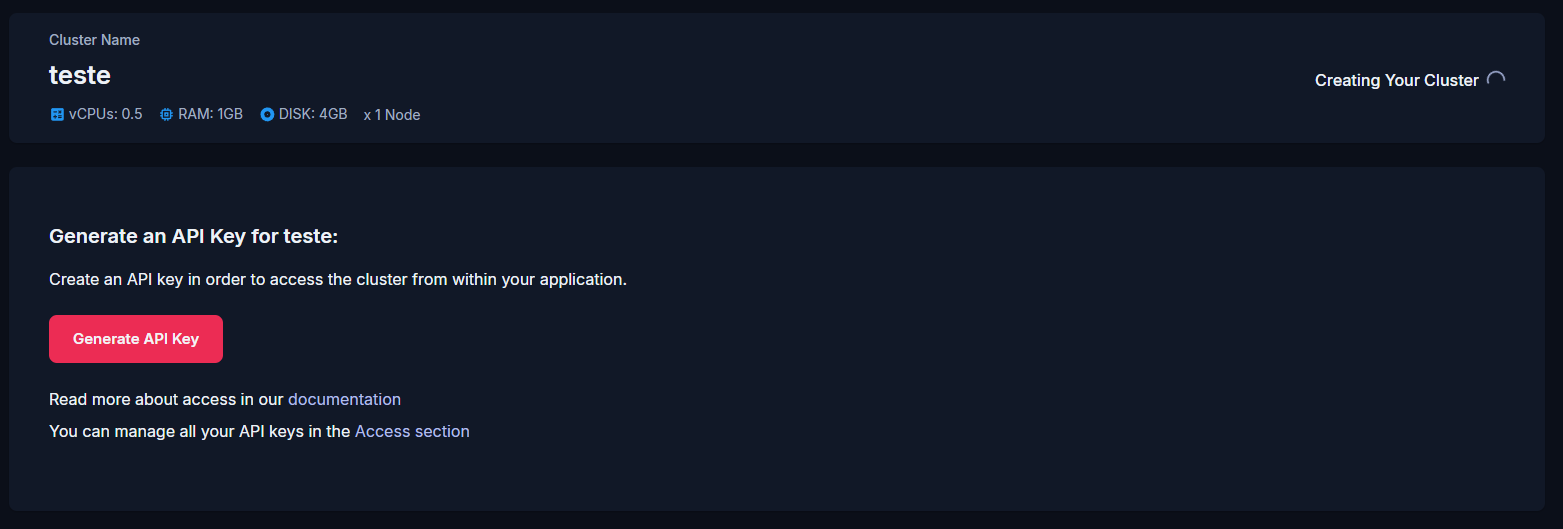 Cluster Name
teste
Creating Your Cluster
vCPUs: 0.5 RAM: 1GB DISK: 4GB x 1 Node
Generate an API Key for teste:
Create an API key in order to access the cluster from within your application.
Generate API Key
Read more about access in our documentation
You can manage all your API keys in the Access section